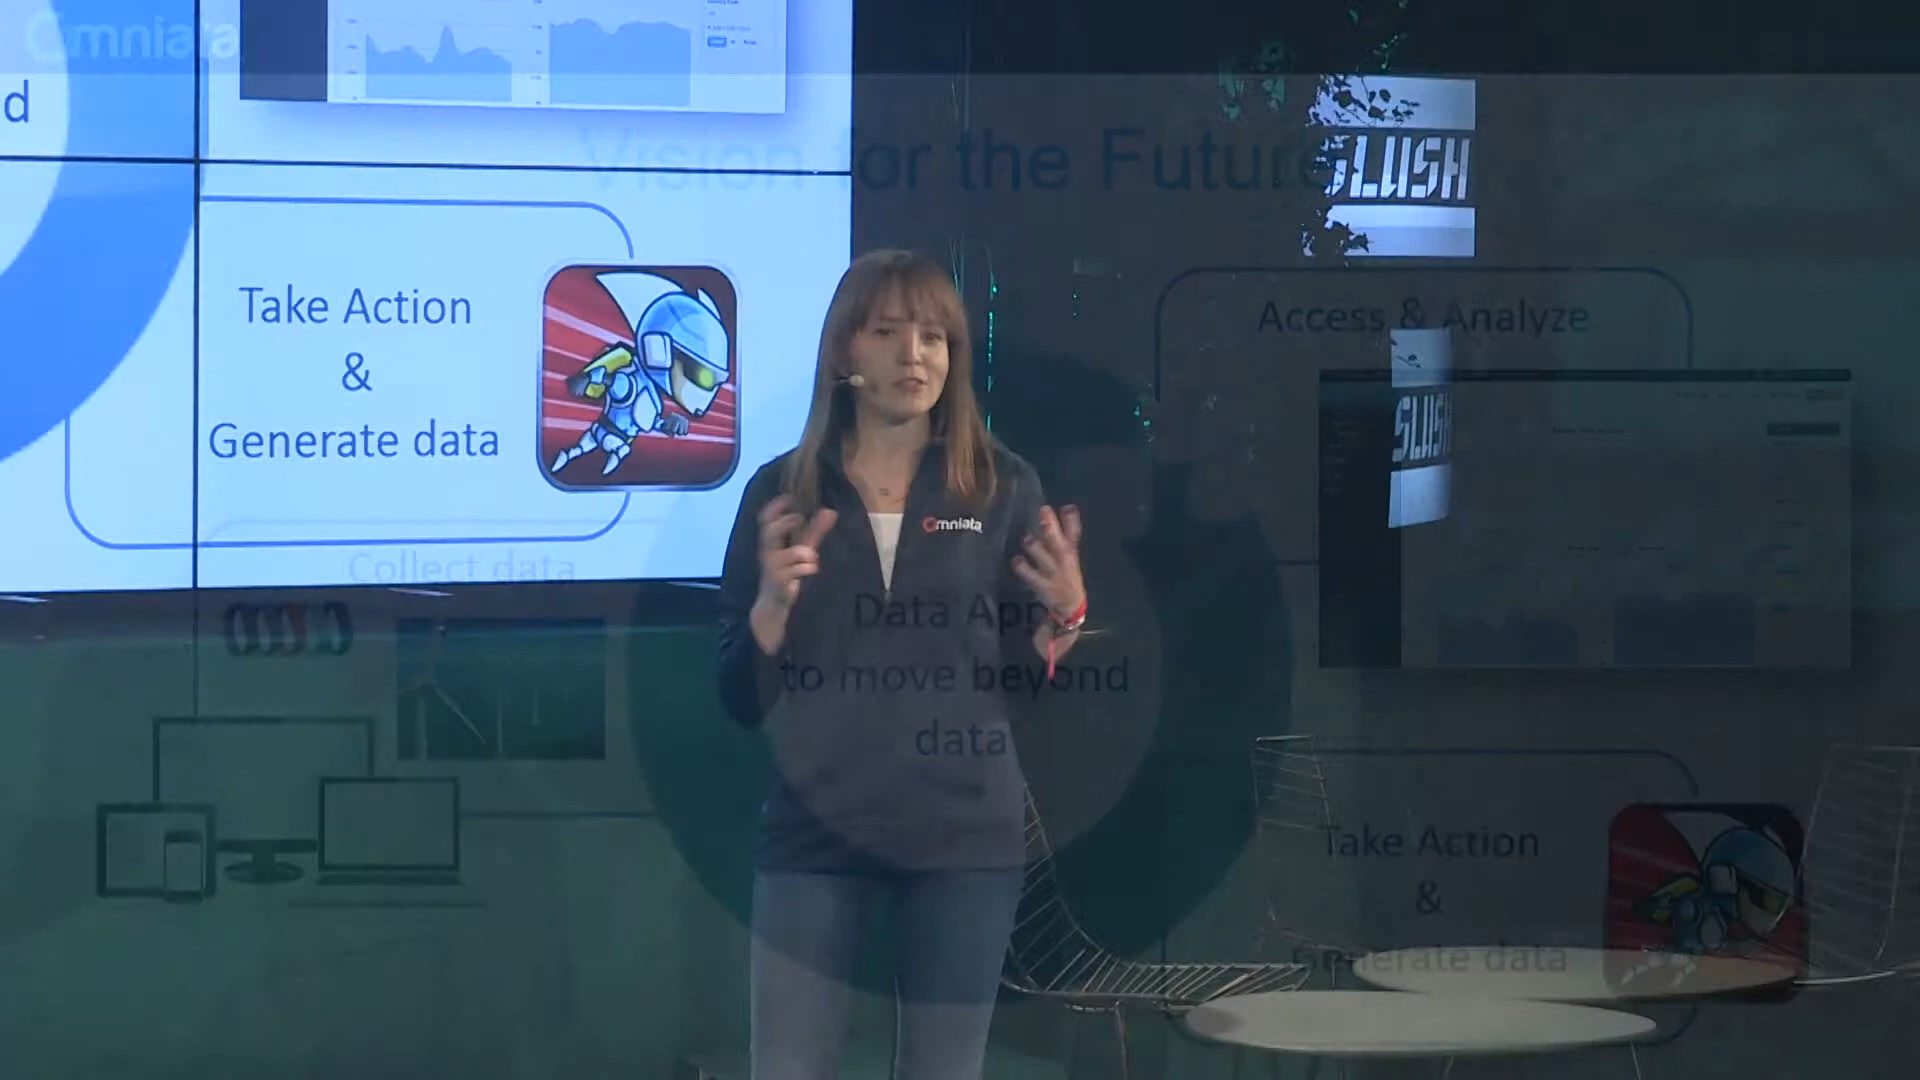 Omniata
d
Vision for the Future
SLUSH
Take Action
&
Generate data
Access & Analyze
SLUSH
Omniata
Collect data
Data Apps
to move beyond
data
Take Action
&
Generate data